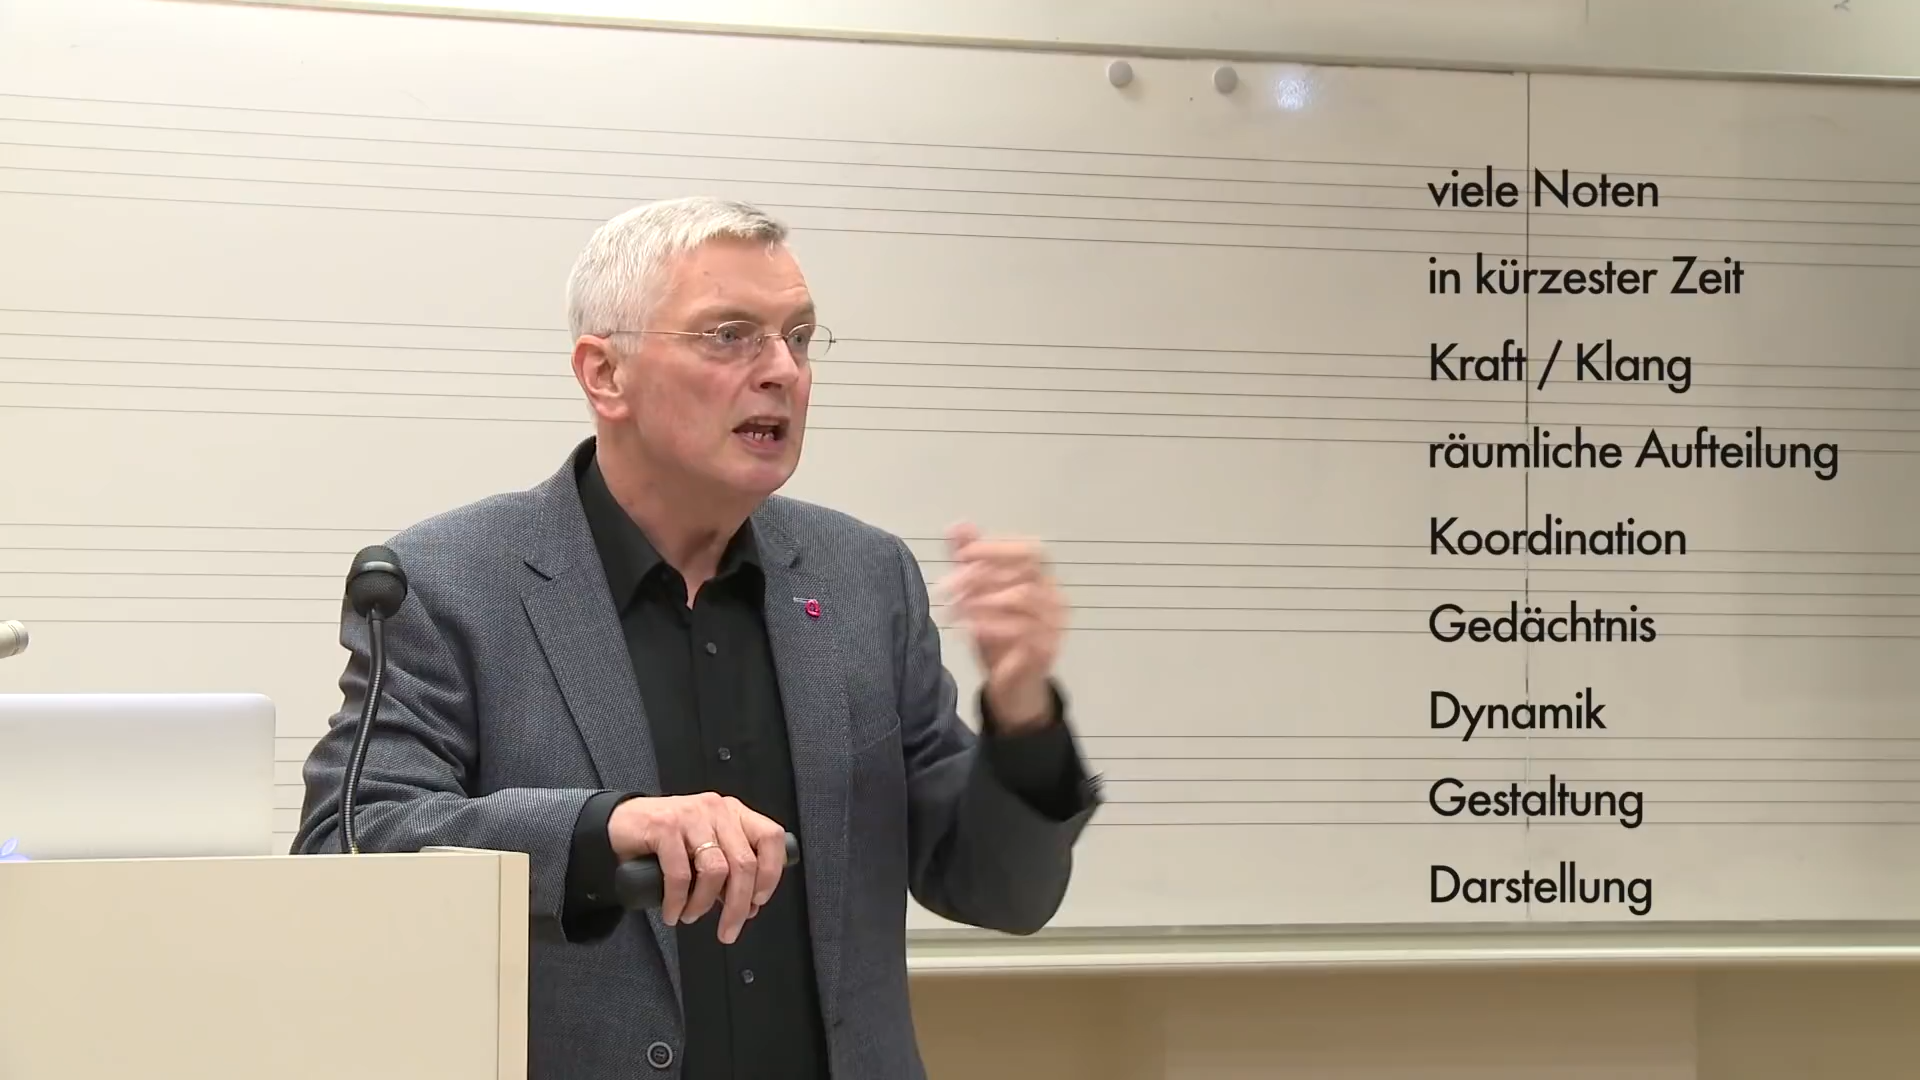 viele Noten
in kürzester Zeit
Kraft / Klang
räumliche Aufteilung
Koordination
Gedächtnis
Dynamik
Gestaltung
Darstellung